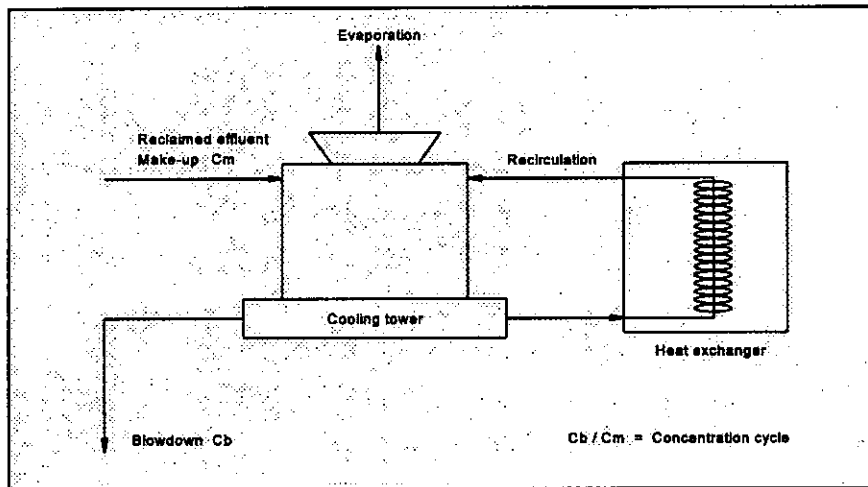 Evaporation
Reclaimed effluent
Make-up Cm
Recirculation
Cooling tower
Heat exchanger
Blowdown Cb
Cb / Cm = Concentration cycle